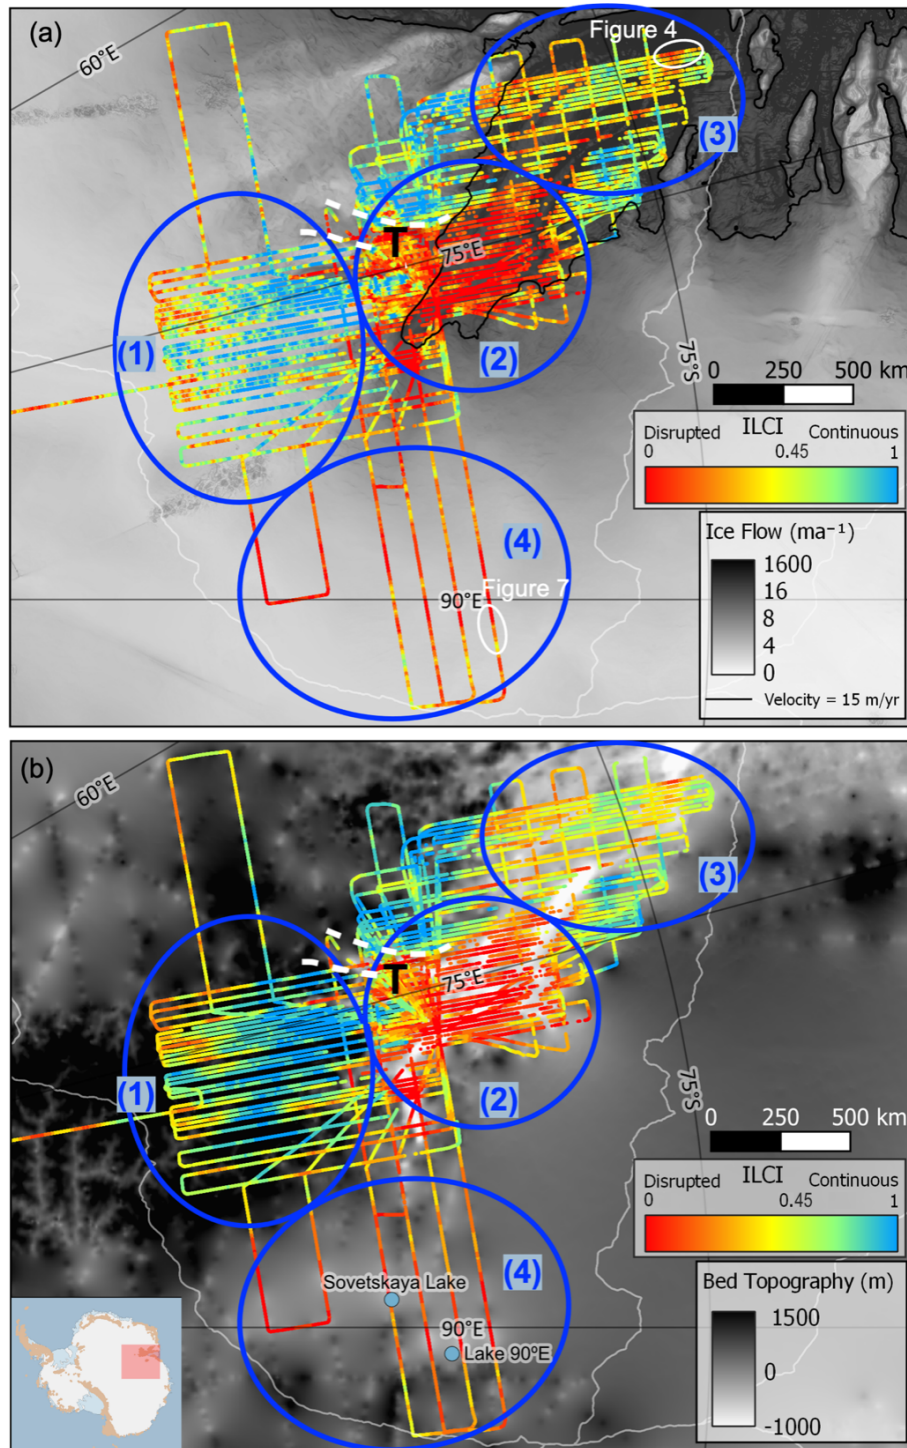 (a)
60°E
Figure 4
(3)
T
75°E
(1)
(2)
75°S
0 250 500 km
Disrupted ILCI Continuous
0 0.45 1
(4)
Ice Flow (ma⁻¹)
1600
16
8
4
0
90°E
Figure 7
Velocity = 15 m/yr
(b)
60°E
(3)
T
75°E
(1)
(2)
75°S
0 250 500 km
Disrupted ILCI Continuous
0 0.45 1
(4)
Sovetskaya Lake
90°E
Lake 90ºE
Bed Topography (m)
1500
0
-1000